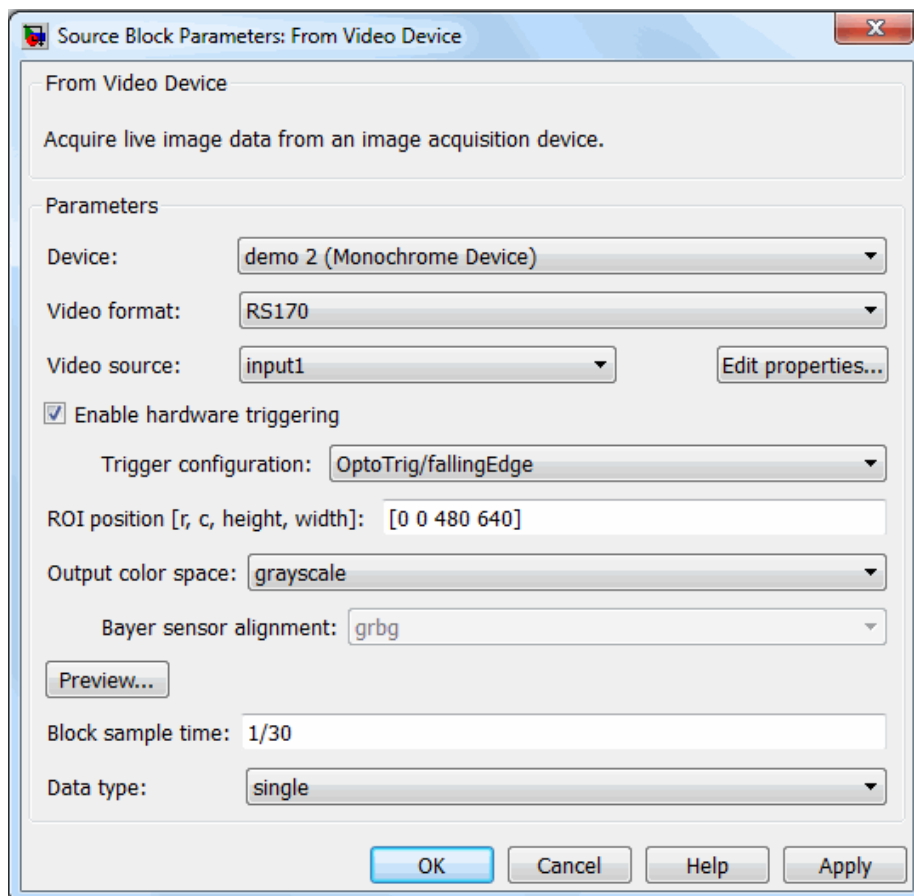 Source Block Parameters: From Video Device
X
From Video Device
Acquire live image data from an image acquisition device.
Parameters
Device: demo 2 (Monochrome Device)
Video format: RS170
Video source: input1 Edit properties...
Enable hardware triggering
Trigger configuration: OptoTrig/fallingEdge
ROI position [r, c, height, width]: [0 0 480 640]
Output color space: grayscale
Bayer sensor alignment: grbg
Preview...
Block sample time: 1/30
Data type: single
OK Cancel Help Apply